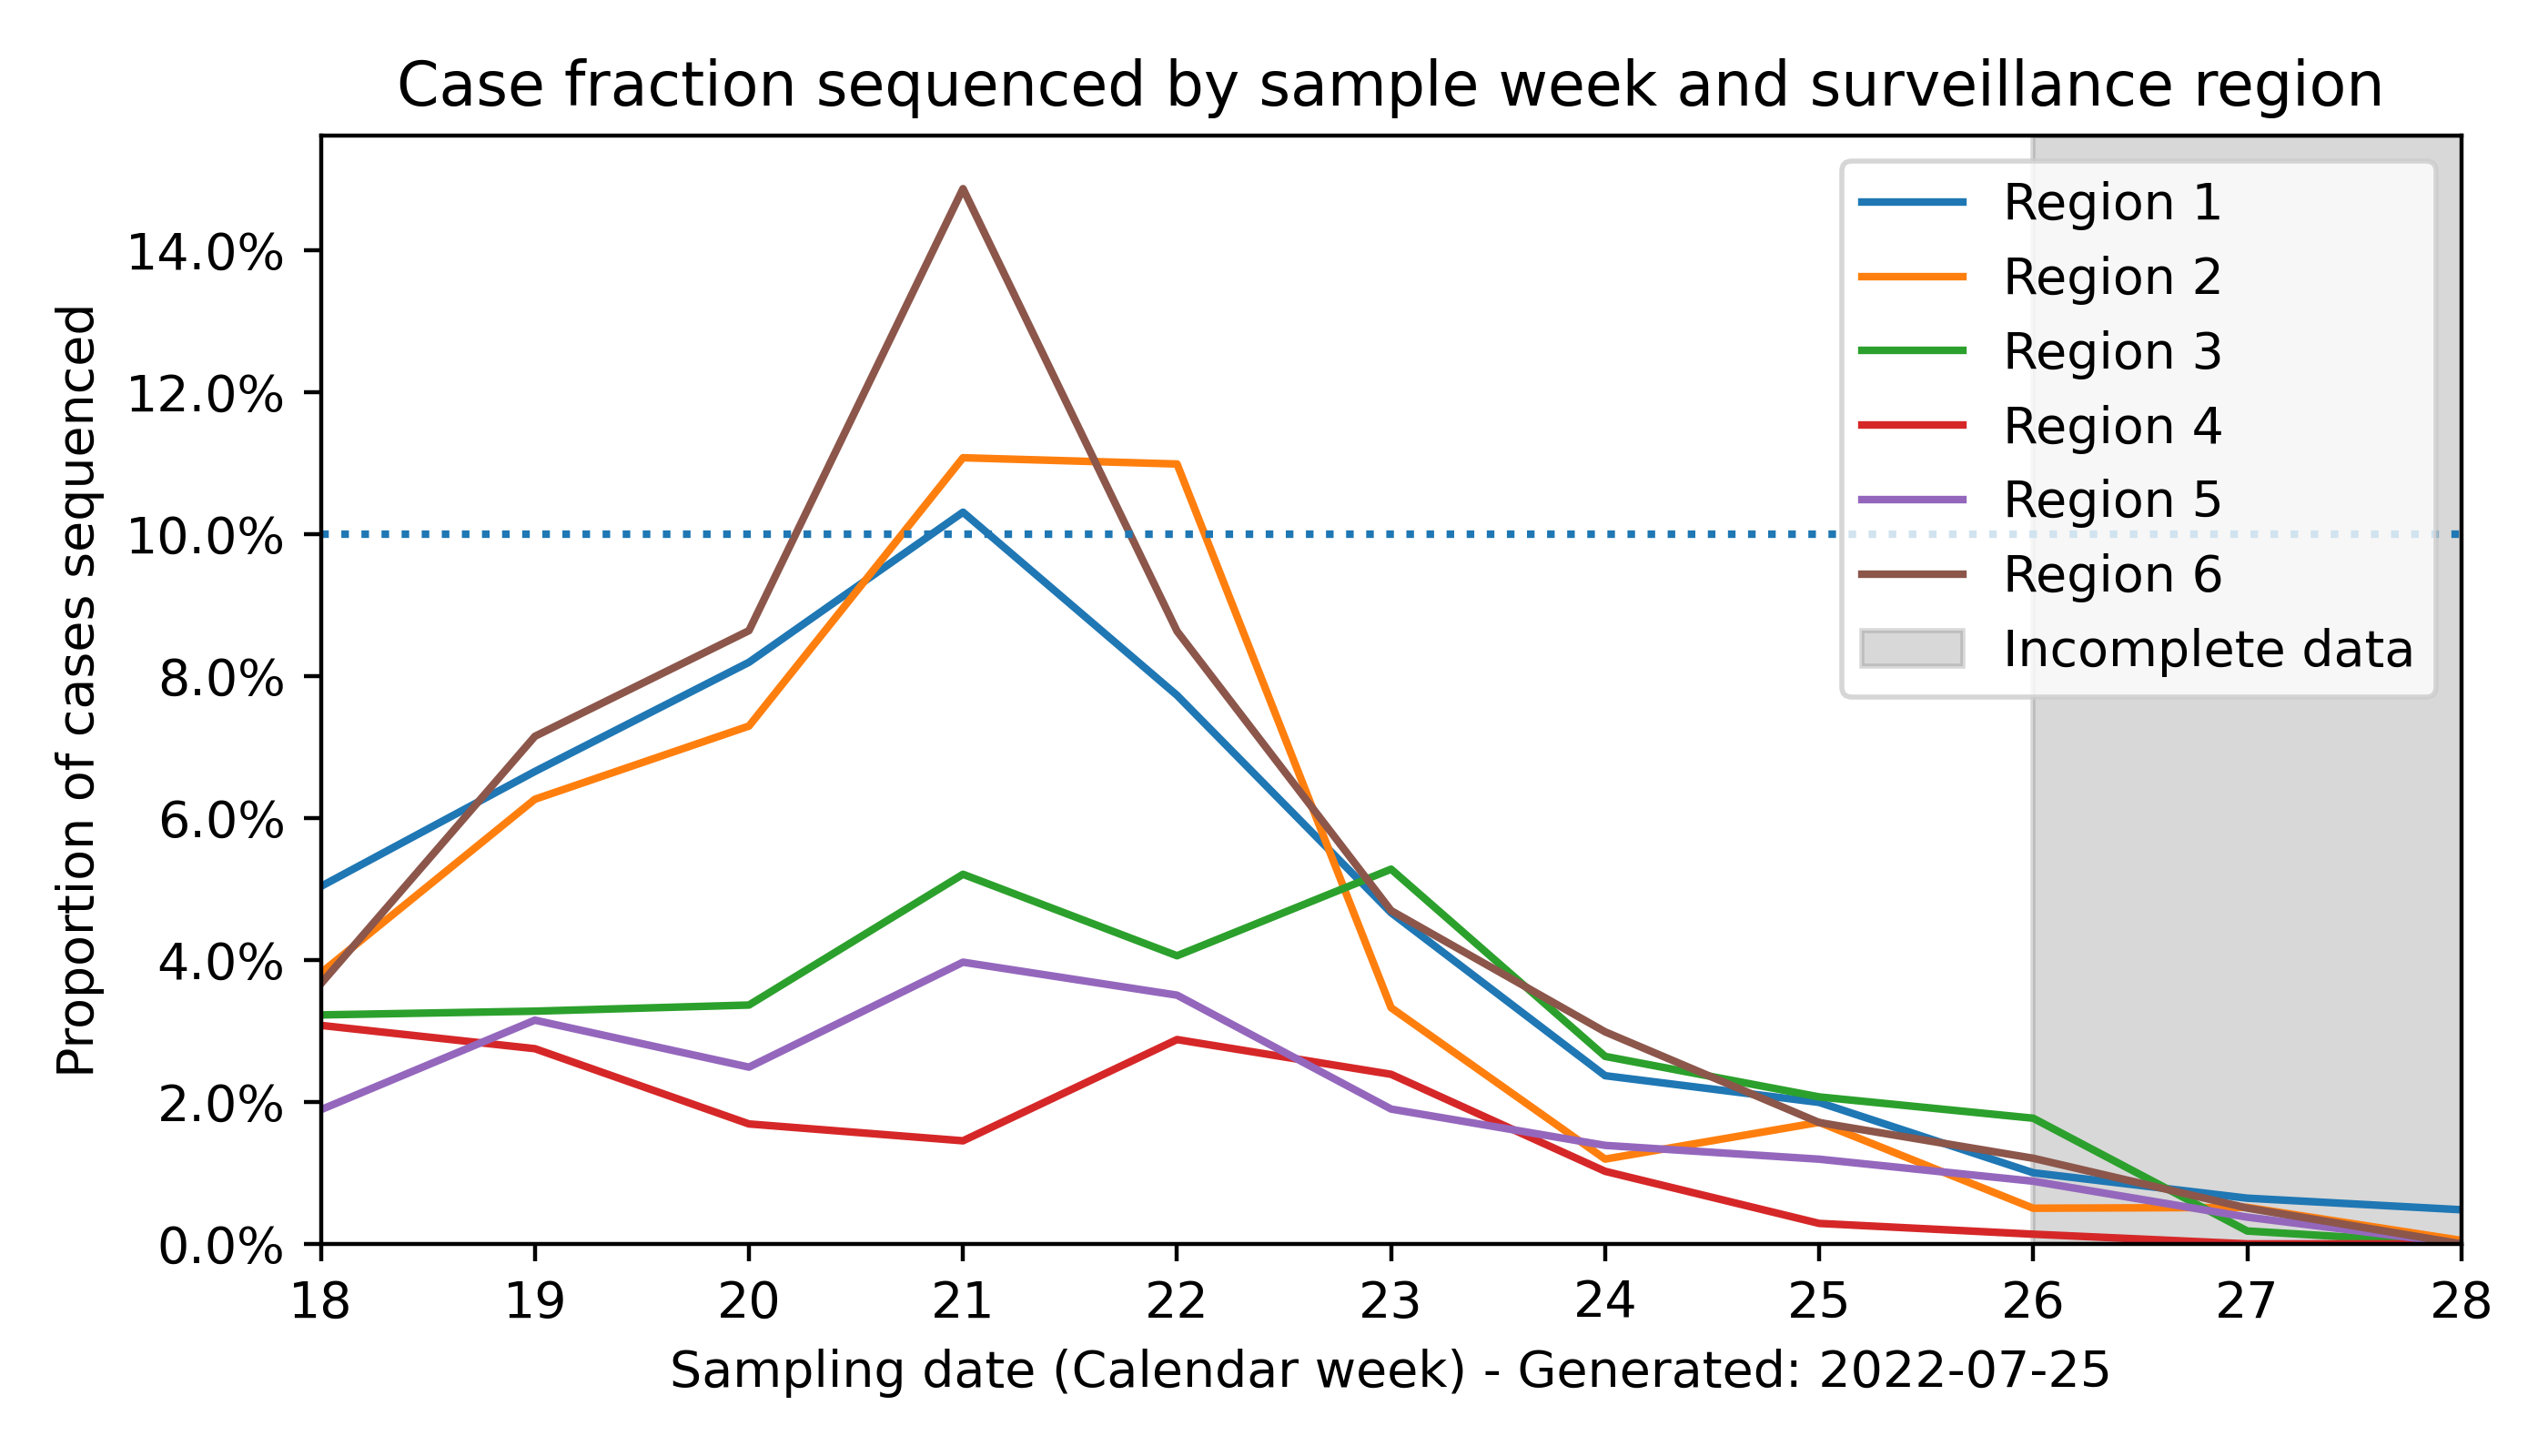 Case fraction sequenced by sample week and surveillance region
Proportion of cases sequenced
14.0%
12.0%
10.0%
8.0%
6.0%
4.0%
2.0%
0.0%
Region 1
Region 2
Region 3
Region 4
Region 5
Region 6
Incomplete data
18 19 20 21 22 23 24 25 26 27 28
Sampling date (Calendar week) - Generated: 2022-07-25